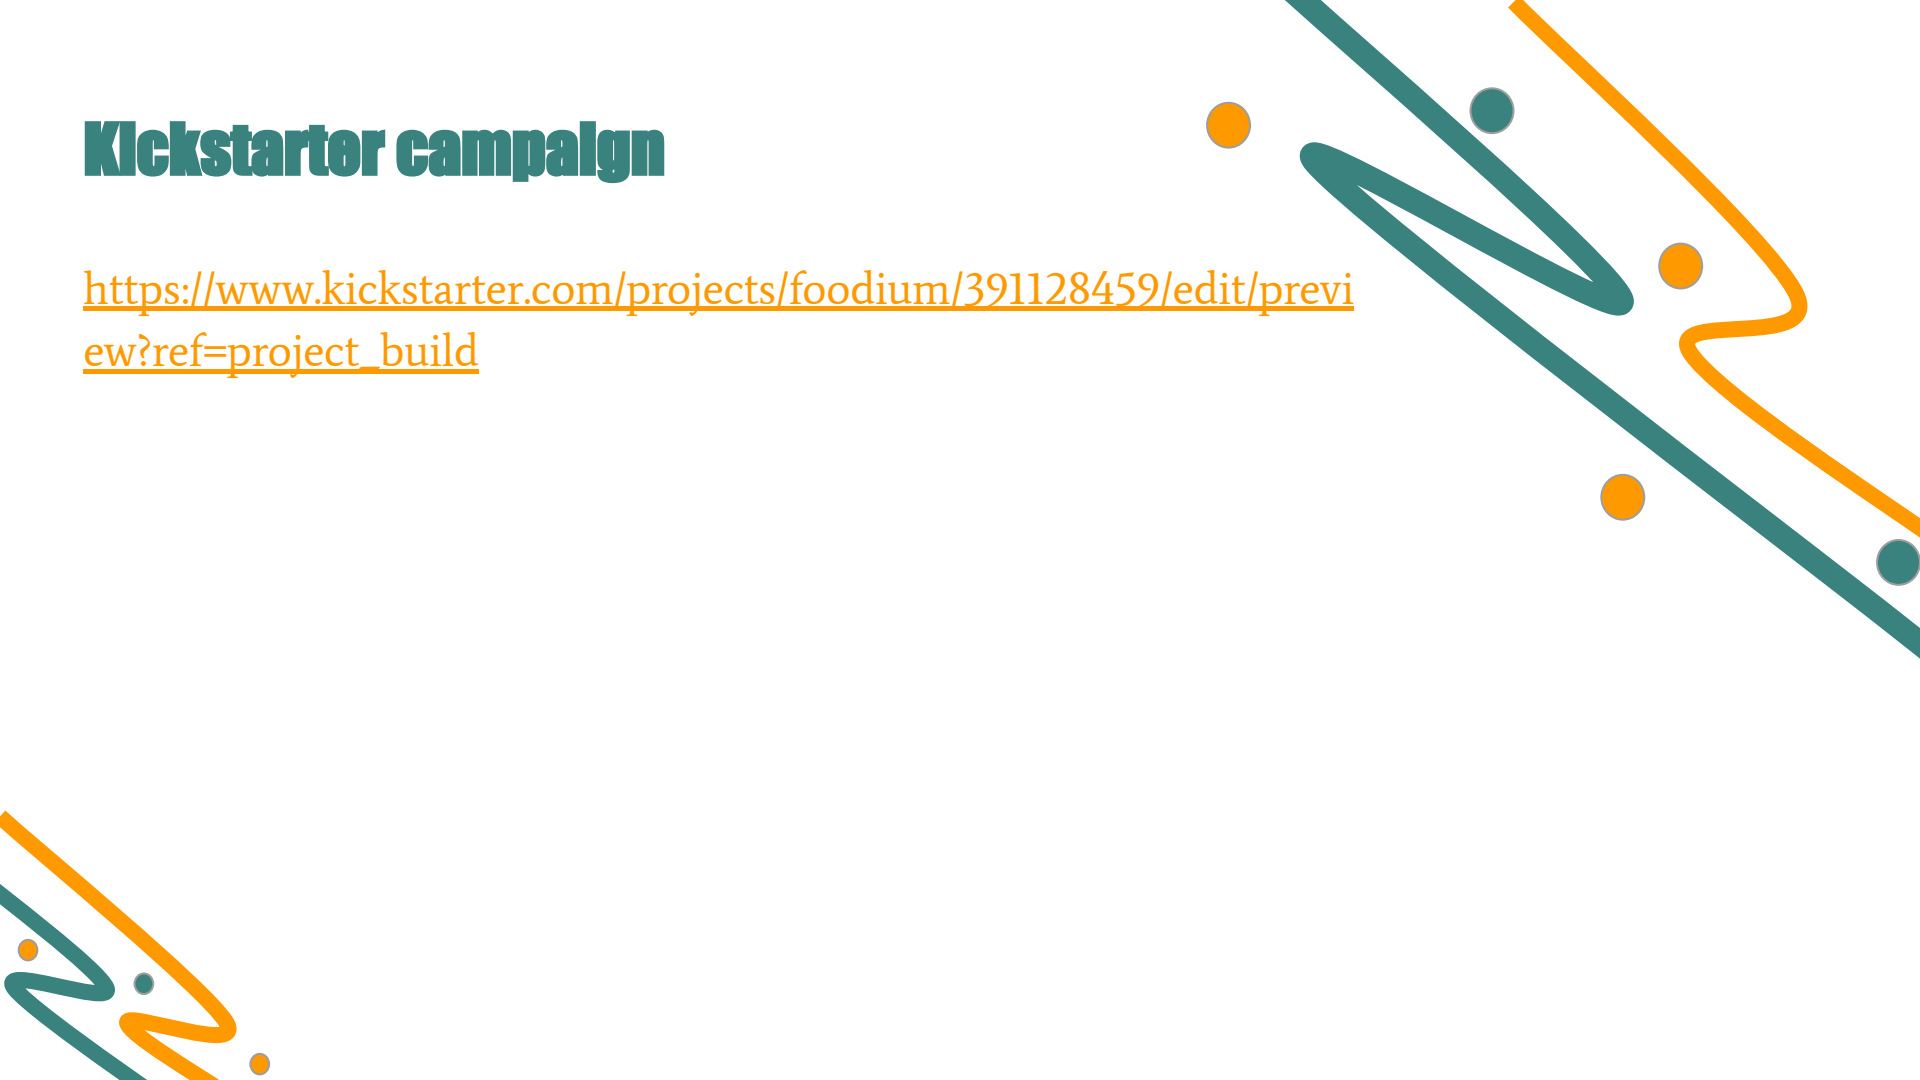 Kickstarter campaign
https://www.kickstarter.com/projects/foodium/391128459/edit/previ
ew?ref=project_build